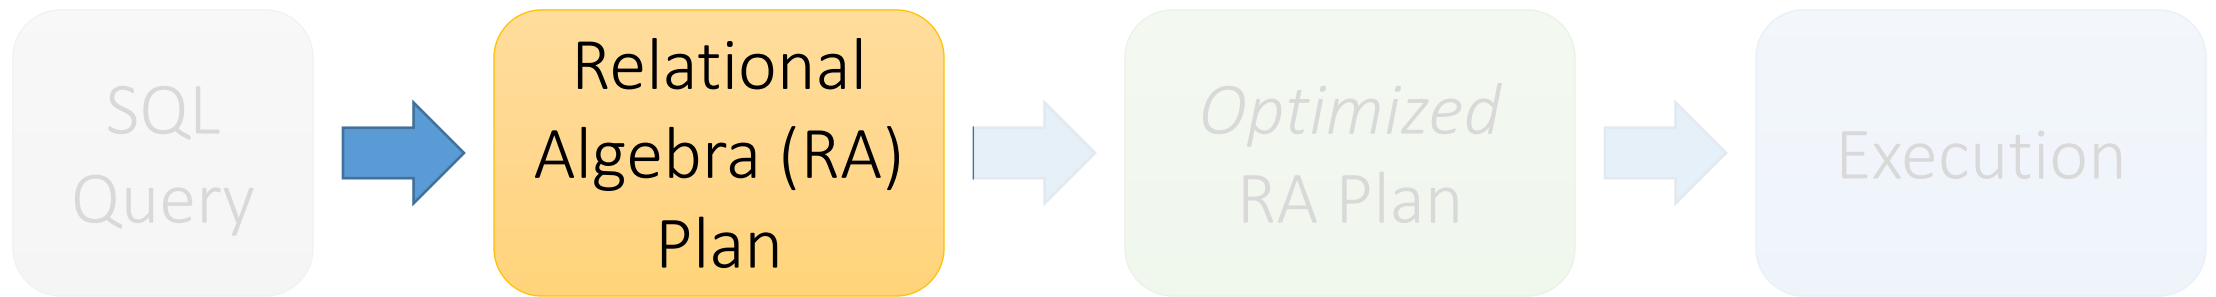 SQL
Query
Relational
Algebra (RA)
Plan
Optimized
RA Plan
Execution